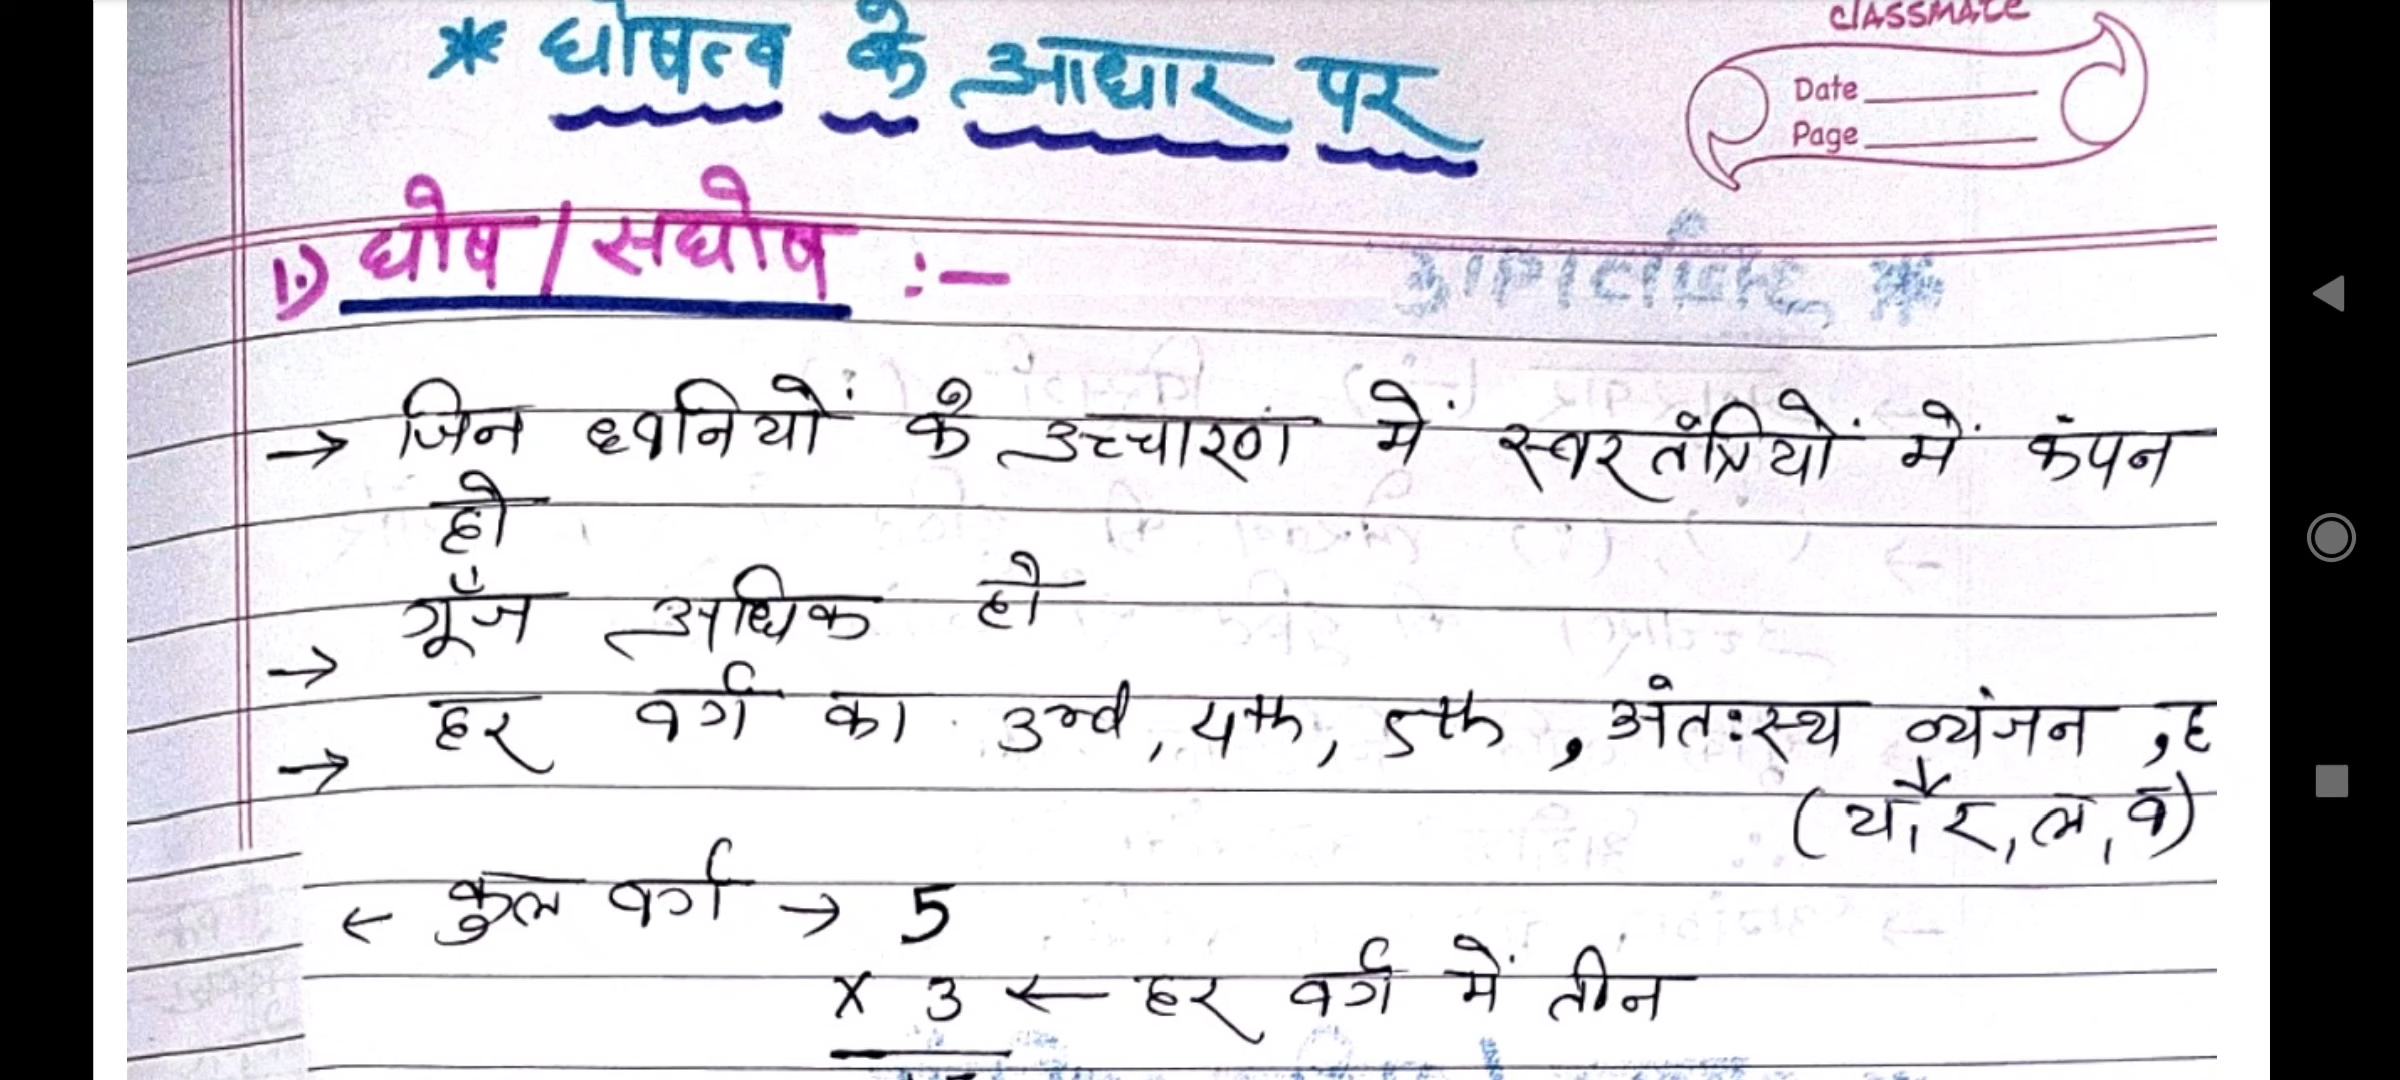 classmate
* घोषत्व के आधार पर
Date
Page
1.) घोष / सघोष :-
→ जिन ध्वनियों के उच्चारण में स्वरतंत्रियों में कंपन
हो
→ गूँज अधिक हो
→ हर वर्ग का 3rd, 4th, 5th, अंतःस्थ व्यंजन, ह
(य, र, ल, व)
← कुल वर्ग → 5
x 3 ← हर वर्ग में तीन